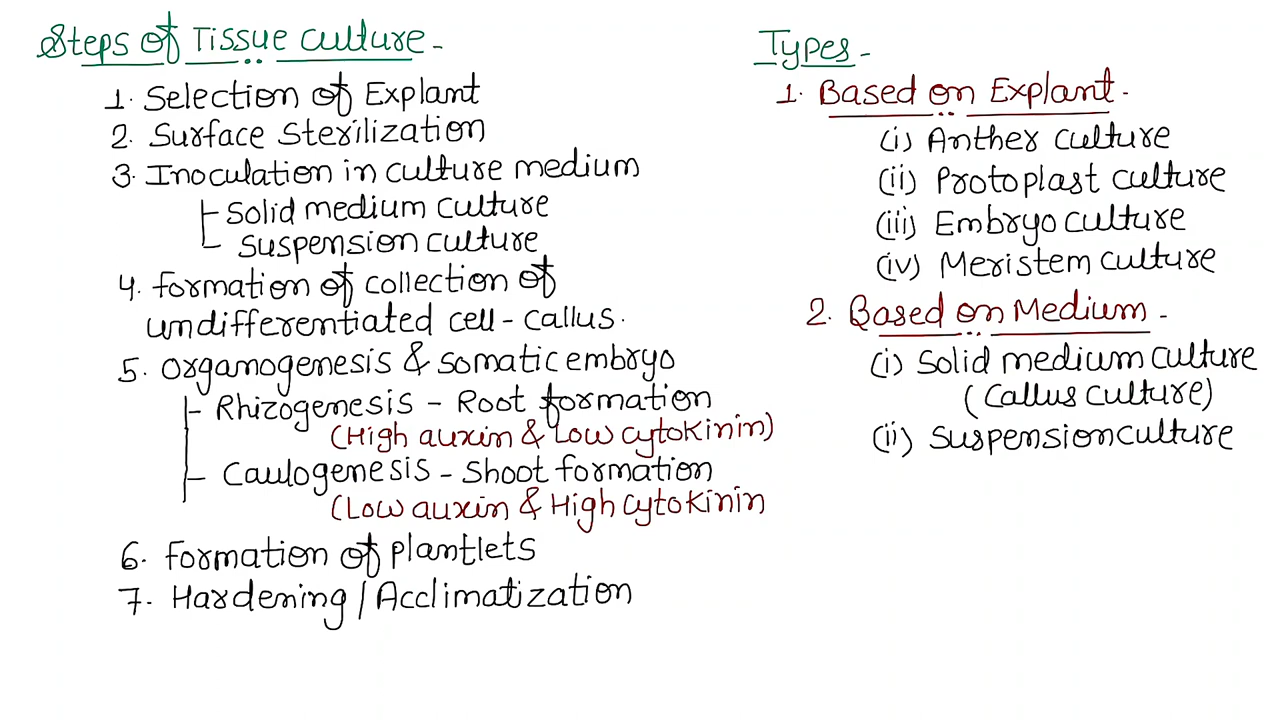 Steps of Tissue culture -
1. Selection of Explant
2. Surface Sterilization
3. Inoculation in culture medium
Solid medium culture
Suspension culture
4. formation of collection of
undifferentiated cell - callus.
5. Organogenesis & somatic embryo
Rhizogenesis - Root formation
(High auxin & Low cytokinin)
Caulogenesis - Shoot formation
(Low auxin & High cytokinin
6. Formation of plantlets
7. Hardening / Acclimatization
Types -
1. Based on Explant -
(i) Anther culture
(ii) Protoplast culture
(iii) Embryo culture
(iv) Meristem culture
2. Based on Medium -
(i) Solid medium culture
(Callus culture)
(ii) Suspension culture